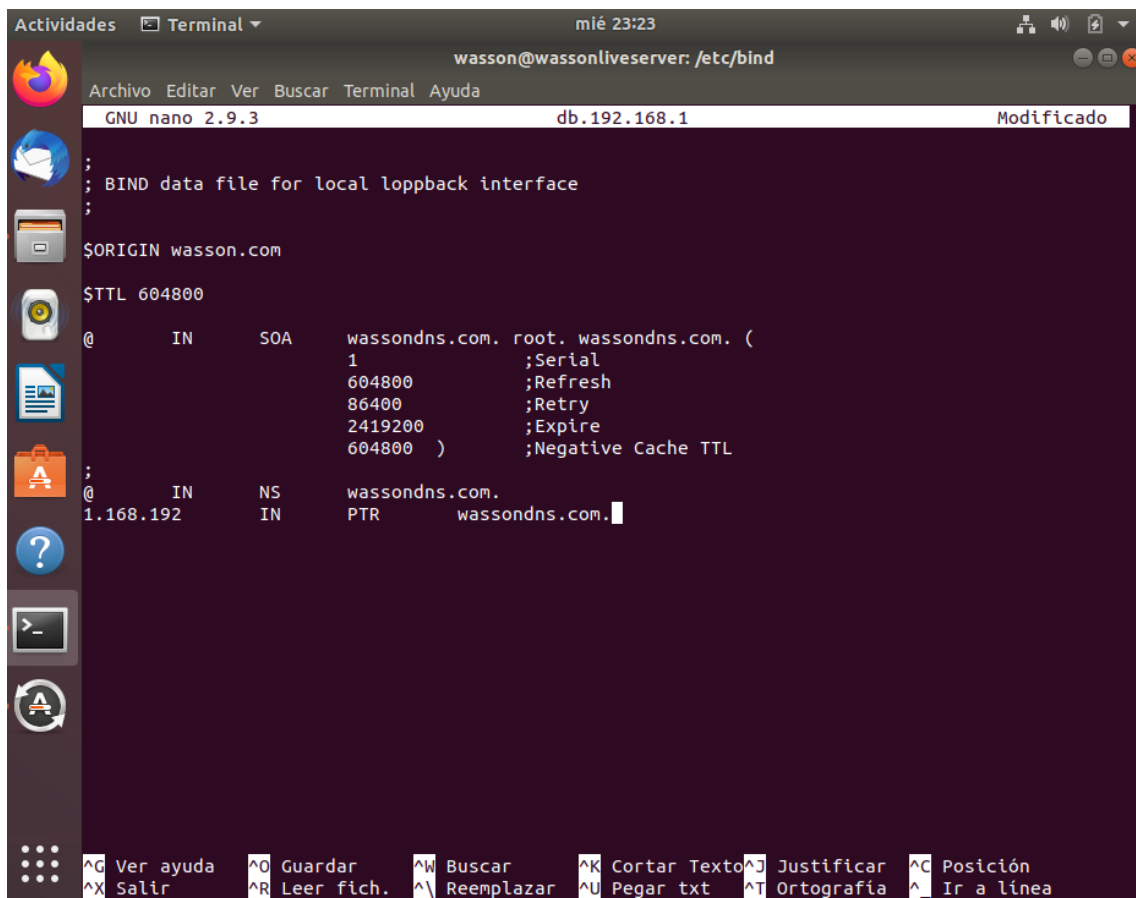 Actividades Terminal mié 23:23
wasson@wassonliveserver: /etc/bind
Archivo Editar Ver Buscar Terminal Ayuda
GNU nano 2.9.3 db.192.168.1 Modificado
;
; BIND data file for local loppback interface
;
$ORIGIN wasson.com
$TTL 604800
@ IN SOA wassondns.com. root. wassondns.com. (
1 ;Serial
604800 ;Refresh
86400 ;Retry
2419200 ;Expire
604800 ) ;Negative Cache TTL
;
@ IN NS wassondns.com.
1.168.192 IN PTR wassondns.com.
^G Ver ayuda ^O Guardar ^W Buscar ^K Cortar Texto ^J Justificar ^C Posición
^X Salir ^R Leer fich. ^\ Reemplazar ^U Pegar txt ^T Ortografía ^_ Ir a línea